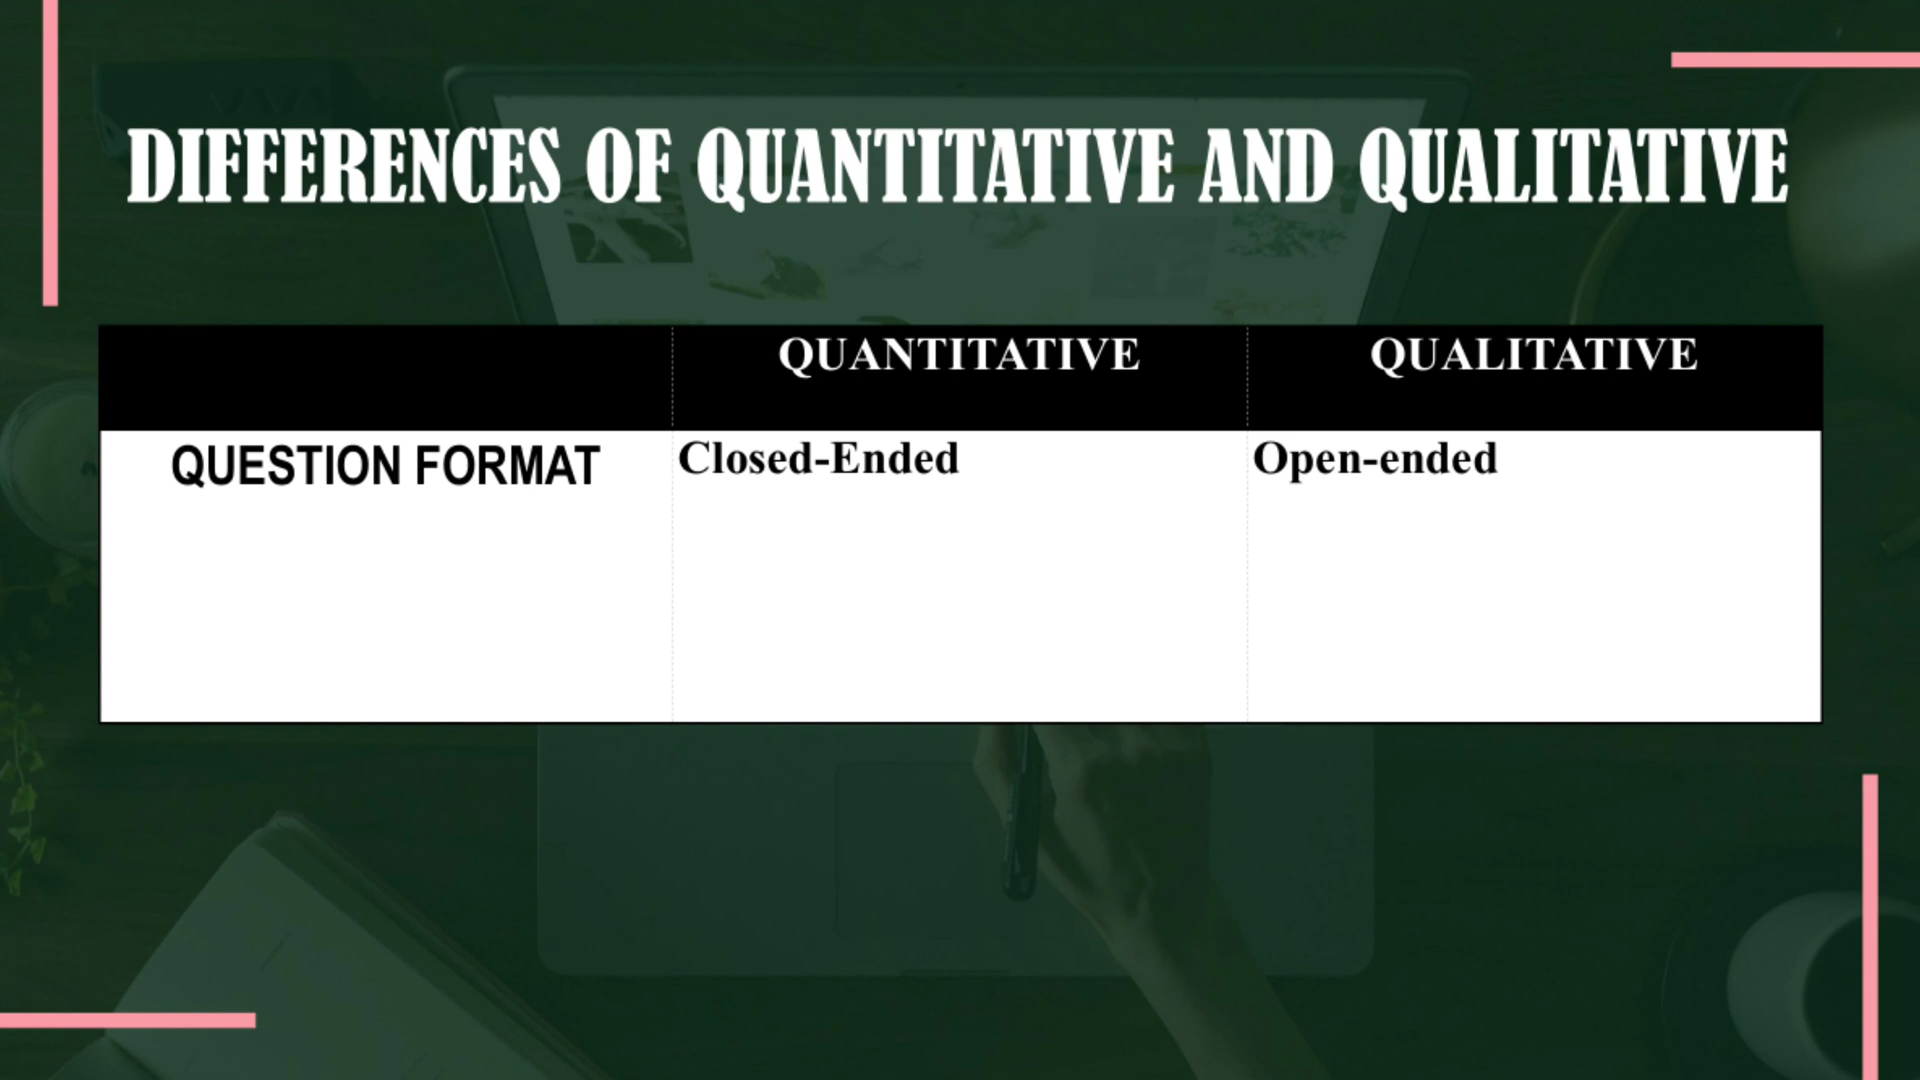 DIFFERENCES OF QUANTITATIVE AND QUALITATIVE
QUANTITATIVE
QUALITATIVE
QUESTION FORMAT
Closed-Ended
Open-ended